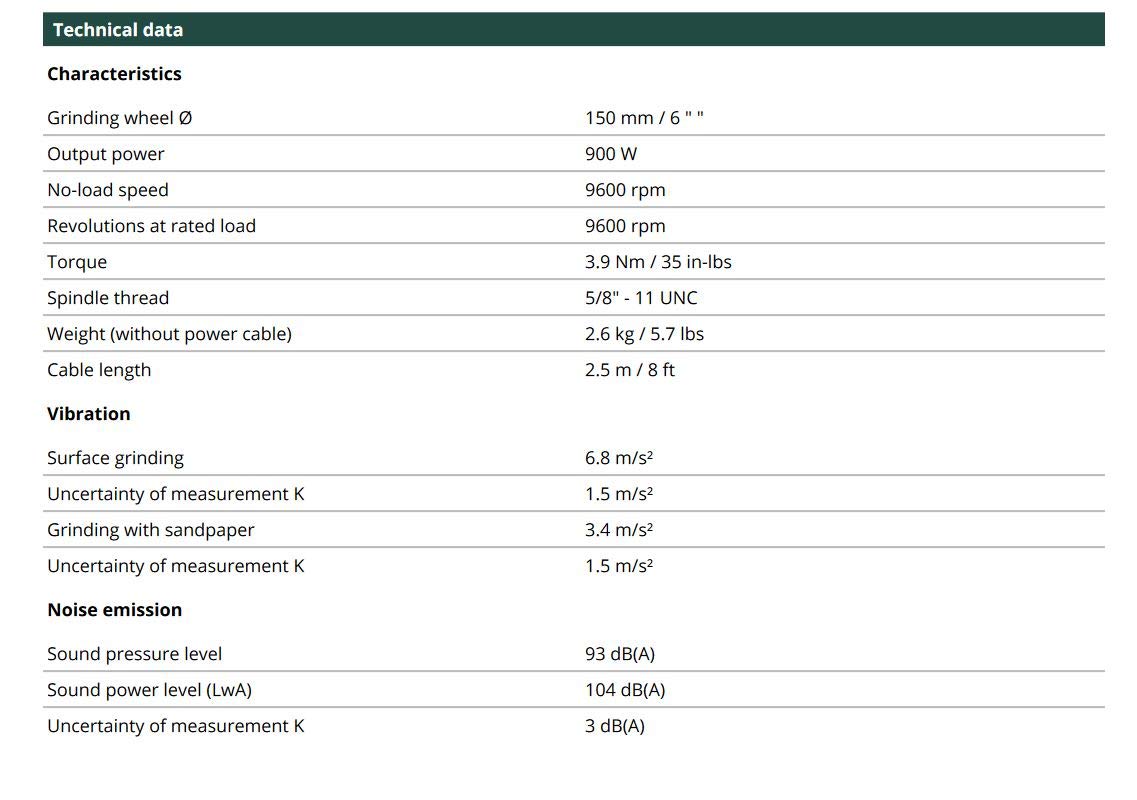 Technical data
Characteristics
Grinding wheel Ø 150 mm / 6 " "
Output power 900 W
No-load speed 9600 rpm
Revolutions at rated load 9600 rpm
Torque 3.9 Nm / 35 in-lbs
Spindle thread 5/8" - 11 UNC
Weight (without power cable) 2.6 kg / 5.7 lbs
Cable length 2.5 m / 8 ft
Vibration
Surface grinding 6.8 m/s²
Uncertainty of measurement K 1.5 m/s²
Grinding with sandpaper 3.4 m/s²
Uncertainty of measurement K 1.5 m/s²
Noise emission
Sound pressure level 93 dB(A)
Sound power level (LwA) 104 dB(A)
Uncertainty of measurement K 3 dB(A)